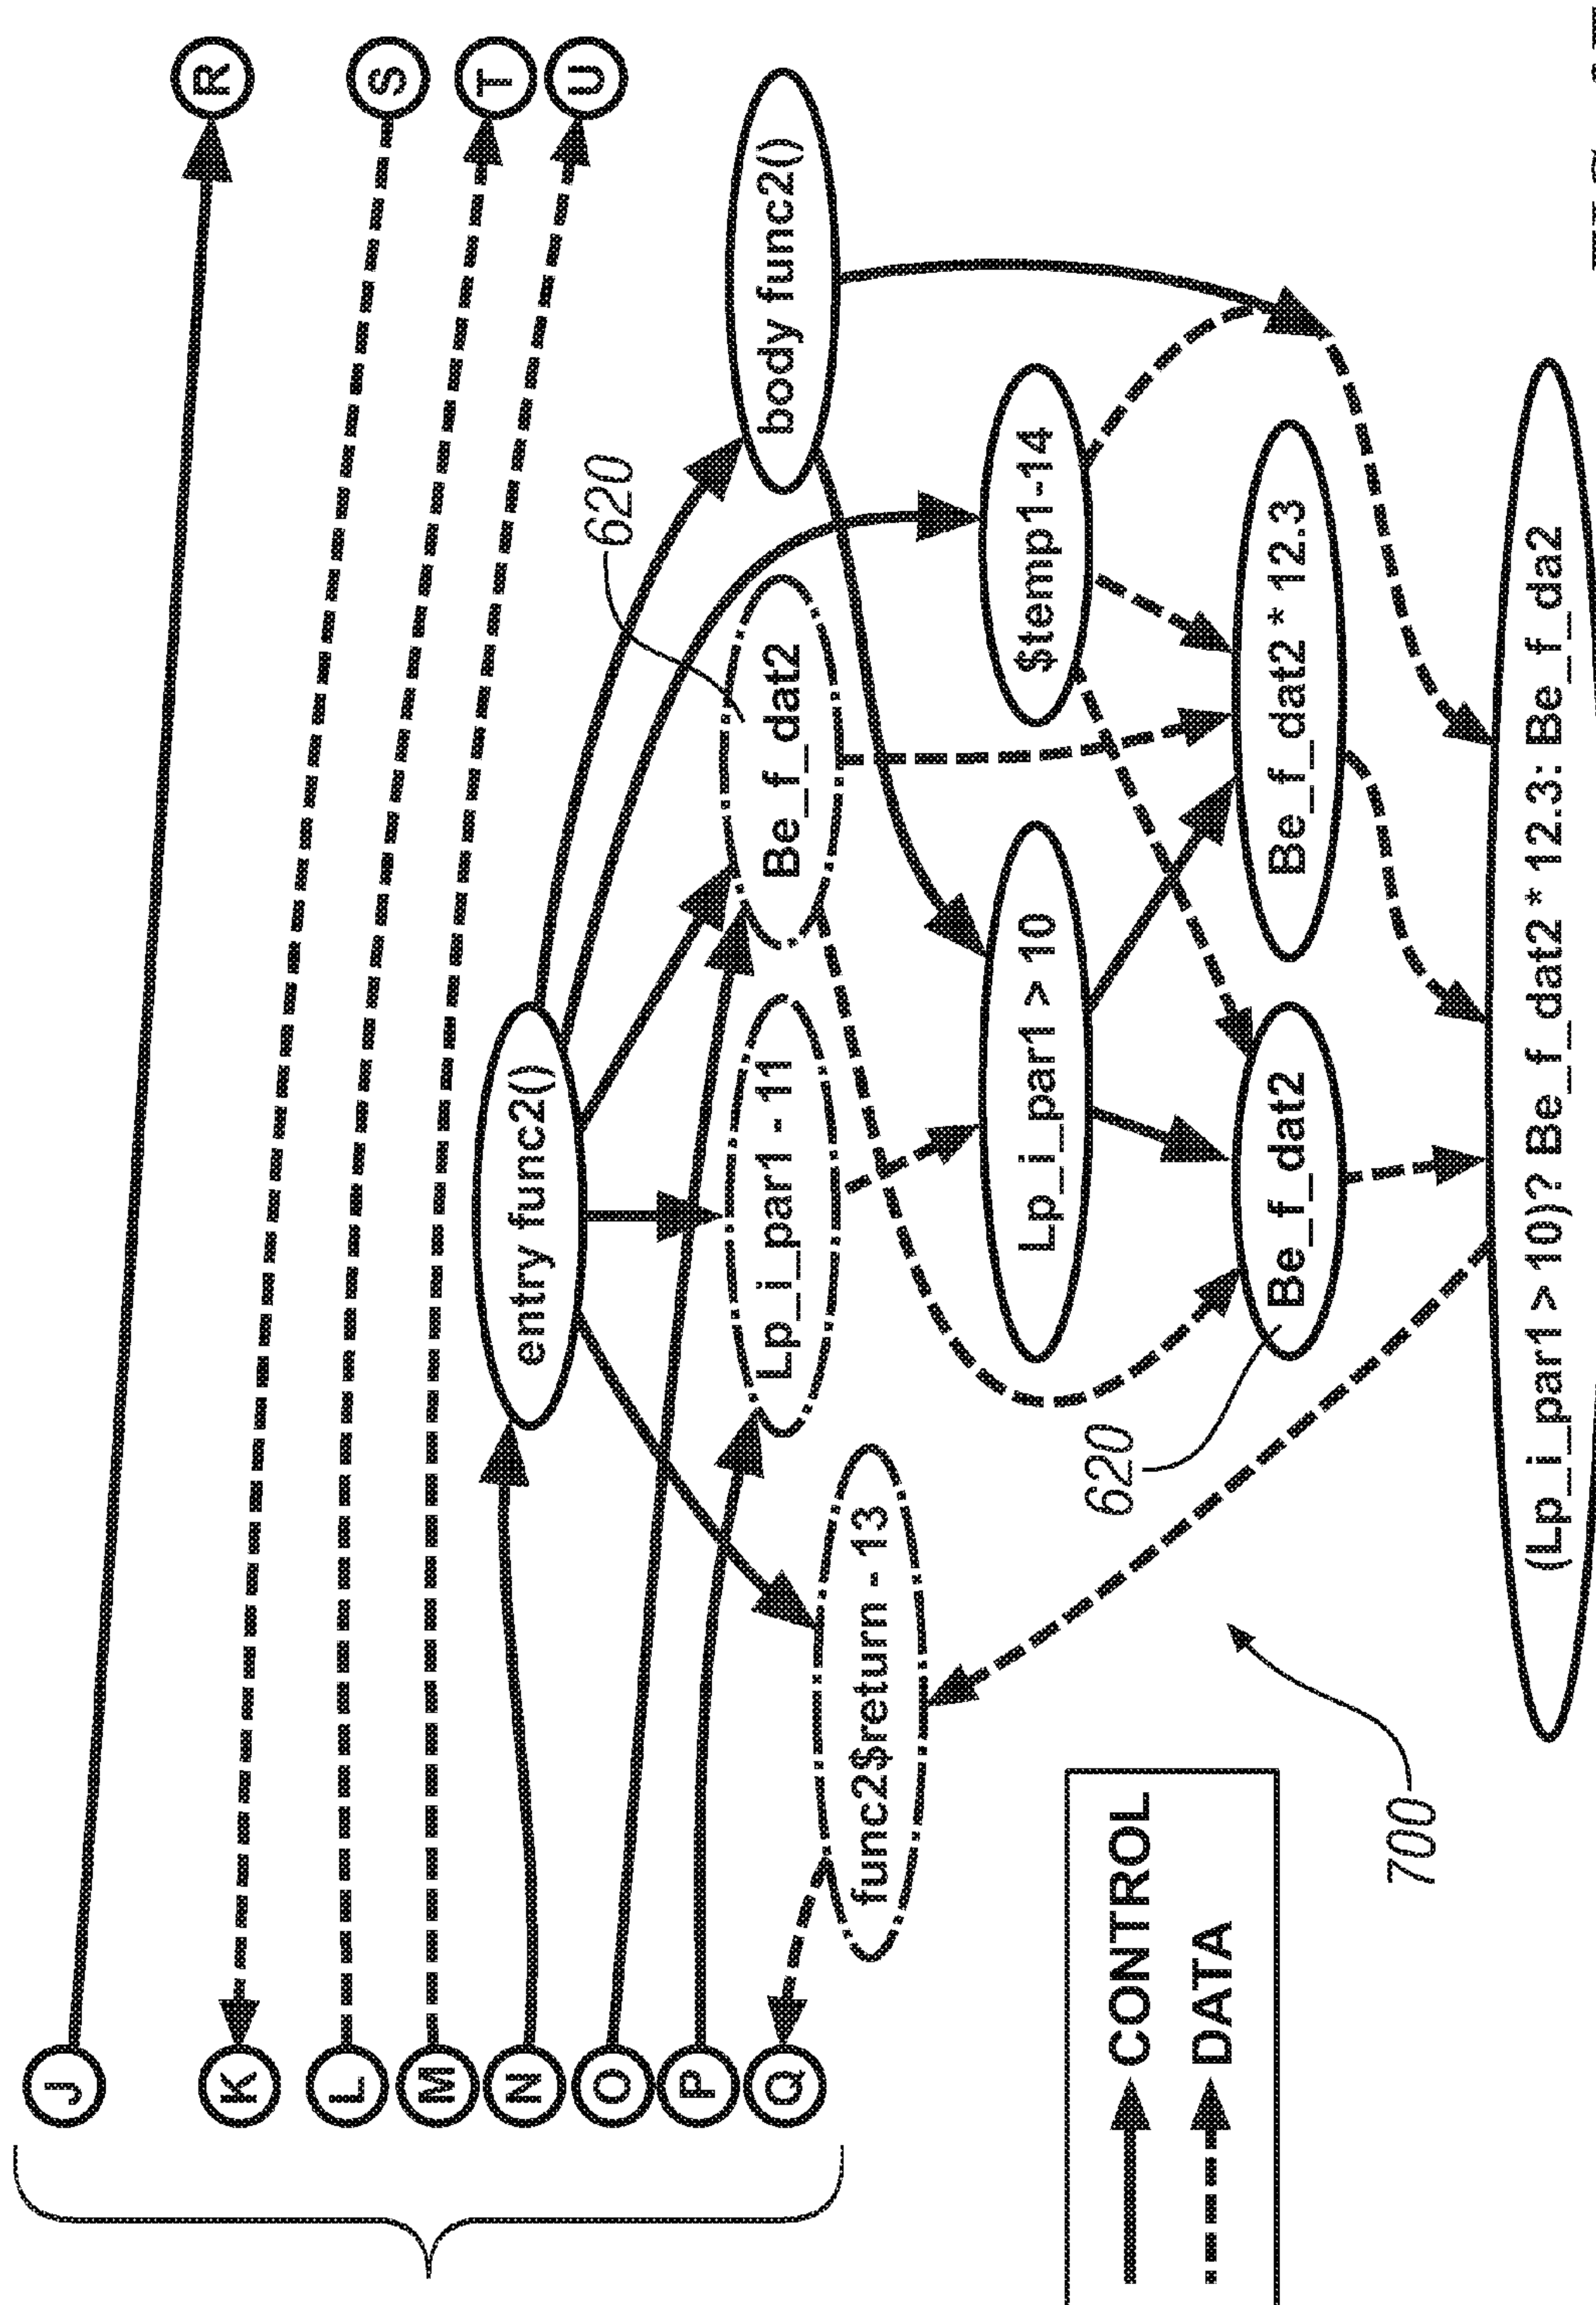 J
K
L
M
N
O
P
Q
R
S
T
U
entry func2()
620
func2$return - 13
Lp_i_par1 - 11
Be_f_dat2
body func2()
Lp_i_par1 > 10
$temp1-14
620
Be_f_dat2
Be_f_dat2 * 12.3
(Lp_i_par1 > 10)? Be_f_dat2 * 12.3: Be_f_da2
CONTROL
DATA
700